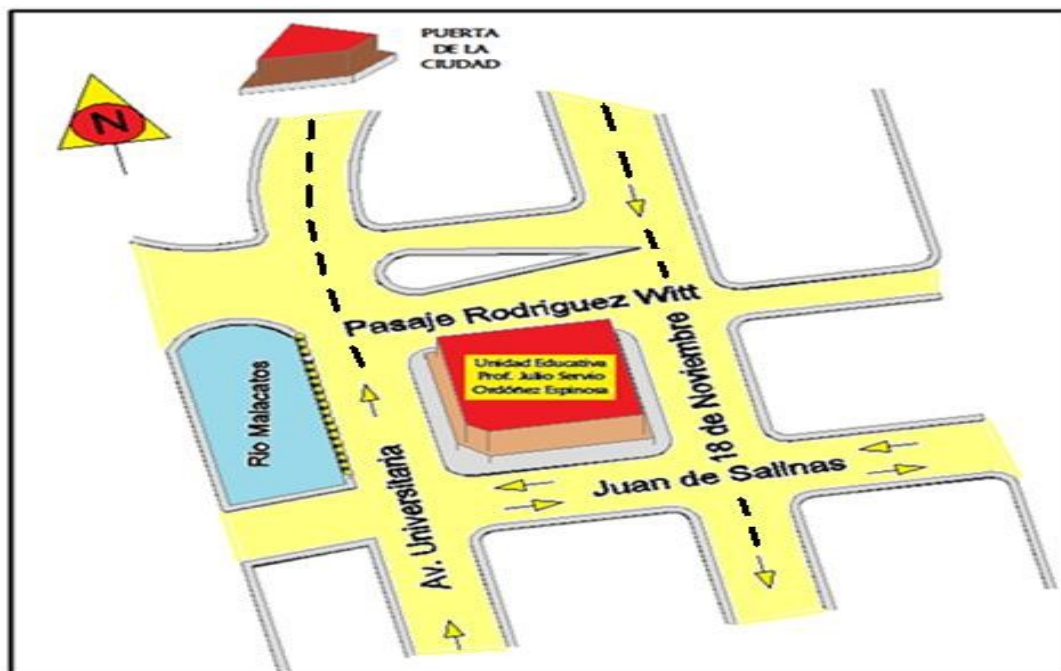 PUERTA
DE LA
CIUDAD
N
Pasaje Rodriguez Witt
Unidad Educativa
Prof. Julio Servio
Ordóñez Espinosa
Rio Malacatos
18 de Noviembre
Juan de Salinas
Av. Universitaria